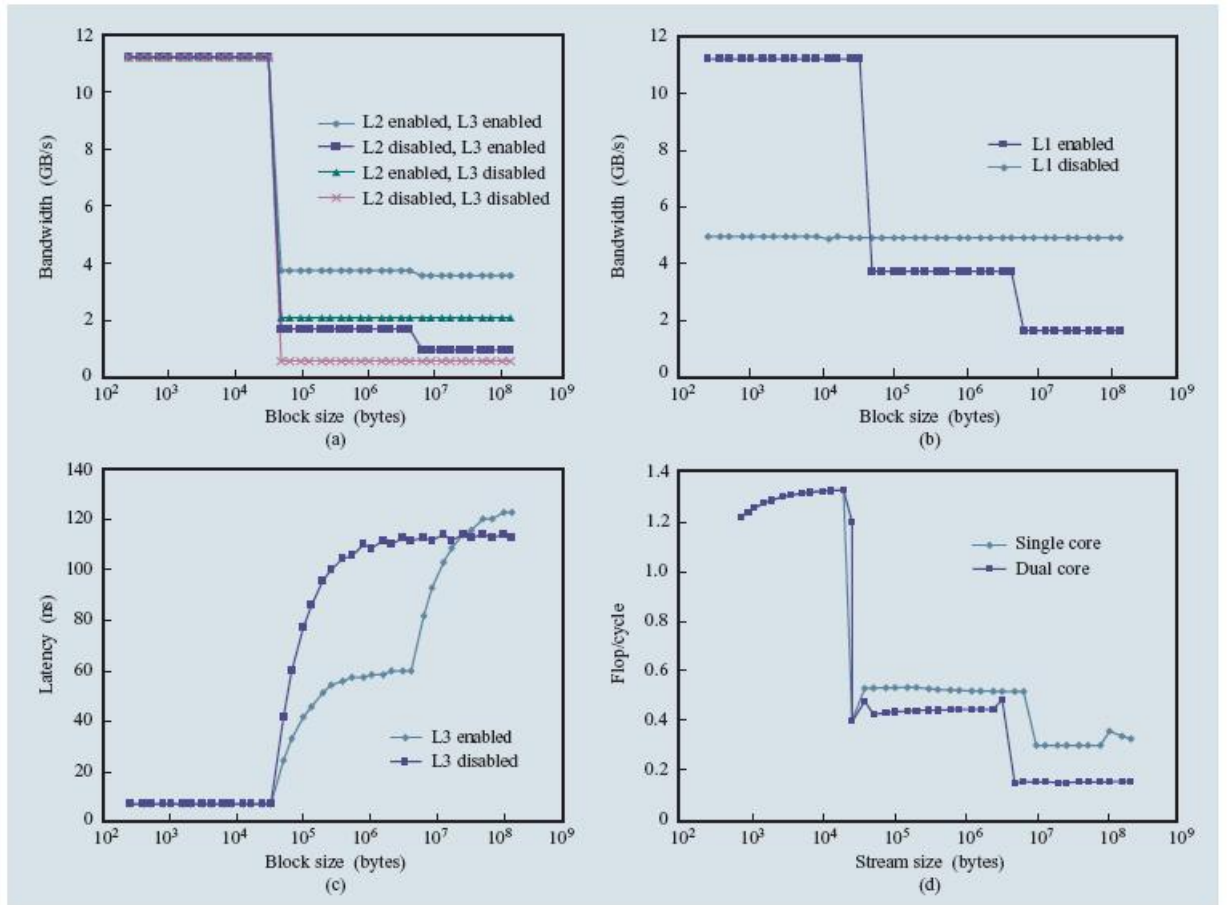 12
10
8
6
4
2
0
Bandwidth (GB/s)
L2 enabled, L3 enabled
L2 disabled, L3 enabled
L2 enabled, L3 disabled
L2 disabled, L3 disabled
10² 10³ 10⁴ 10⁵ 10⁶ 10⁷ 10⁸ 10⁹
Block size (bytes)
(a)
12
10
8
6
4
2
0
Bandwidth (GB/s)
L1 enabled
L1 disabled
10² 10³ 10⁴ 10⁵ 10⁶ 10⁷ 10⁸ 10⁹
Block size (bytes)
(b)
140
120
100
80
60
40
20
0
Latency (ns)
L3 enabled
L3 disabled
10² 10³ 10⁴ 10⁵ 10⁶ 10⁷ 10⁸ 10⁹
Block size (bytes)
(c)
1.4
1.2
1.0
0.8
0.6
0.4
0.2
0
Flop/cycle
Single core
Dual core
10² 10³ 10⁴ 10⁵ 10⁶ 10⁷ 10⁸ 10⁹
Stream size (bytes)
(d)